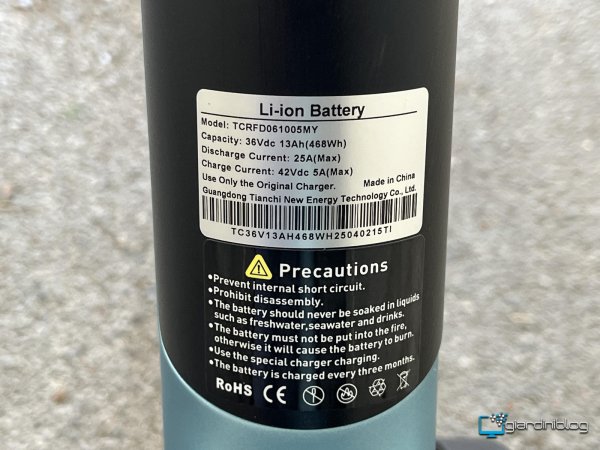 Li-ion Battery
Model: TCRFD061005MY
Capacity: 36Vdc 13Ah(468Wh)
Discharge Current: 25A(Max)
Charge Current: 42Vdc 5A(Max)
Use Only the Original Charger. Made in China
Guangdong Tianchi New Energy Technology Co., Ltd.
TC36V13AH468WH25040215TI
Precautions
•Prevent internal short circuit.
•Prohibit disassembly.
•The battery should never be soaked in liquids
such as freshwater,seawater and drinks.
•The battery must not be put into the fire,
otherwise it will cause the battery to burn.
•Use the special charger charging.
•The battery is charged every three months.
RoHS CE
giardiniblog